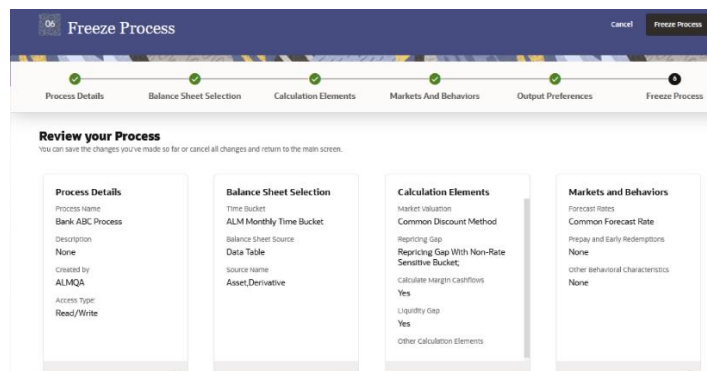 06 Freeze Process
Cancel Freeze Process
Process Details Balance Sheet Selection Calculation Elements Markets And Behaviors Output Preferences 6 Freeze Process
Review your Process
You can save the changes you've made so far or cancel all changes and return to the main screen.
Process Details
Process Name
Bank ABC Process
Description
None
Created by
ALMQA
Access Type
Read/Write
Balance Sheet Selection
Time Bucket
ALM Monthly Time Bucket
Balance Sheet Source
Data Table
Source Name
Asset,Derivative
Calculation Elements
Market Valuation
Common Discount Method
Repricing Gap
Repricing Gap With Non-Rate
Sensitive Bucket;
Calculate Margin Cashflows
Yes
Liquidity Gap
Yes
Other Calculation Elements
Markets and Behaviors
Forecast Rates
Common Forecast Rate
Prepay and Early Redemptions
None
Other Behavioral Characteristics
None